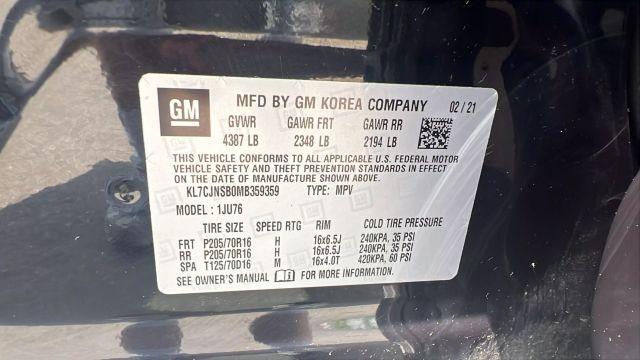 GM MFD BY GM KOREA COMPANY 02 / 21
GVWR GAWR FRT GAWR RR
4387 LB 2348 LB 2194 LB
THIS VEHICLE CONFORMS TO ALL APPLICABLE U.S. FEDERAL MOTOR
VEHICLE SAFETY AND THEFT PREVENTION STANDARDS IN EFFECT
ON THE DATE OF MANUFACTURE SHOWN ABOVE.
KL7CJNSB0MB359359 TYPE: MPV
MODEL : 1JU76
TIRE SIZE SPEED RTG RIM COLD TIRE PRESSURE
FRT P205/70R16 H 16x6.5J 240KPA, 35 PSI
RR P205/70R16 H 16x6.5J 240KPA, 35 PSI
SPA T125/70D16 M 16x4.0T 420KPA, 60 PSI
SEE OWNER'S MANUAL FOR MORE INFORMATION.